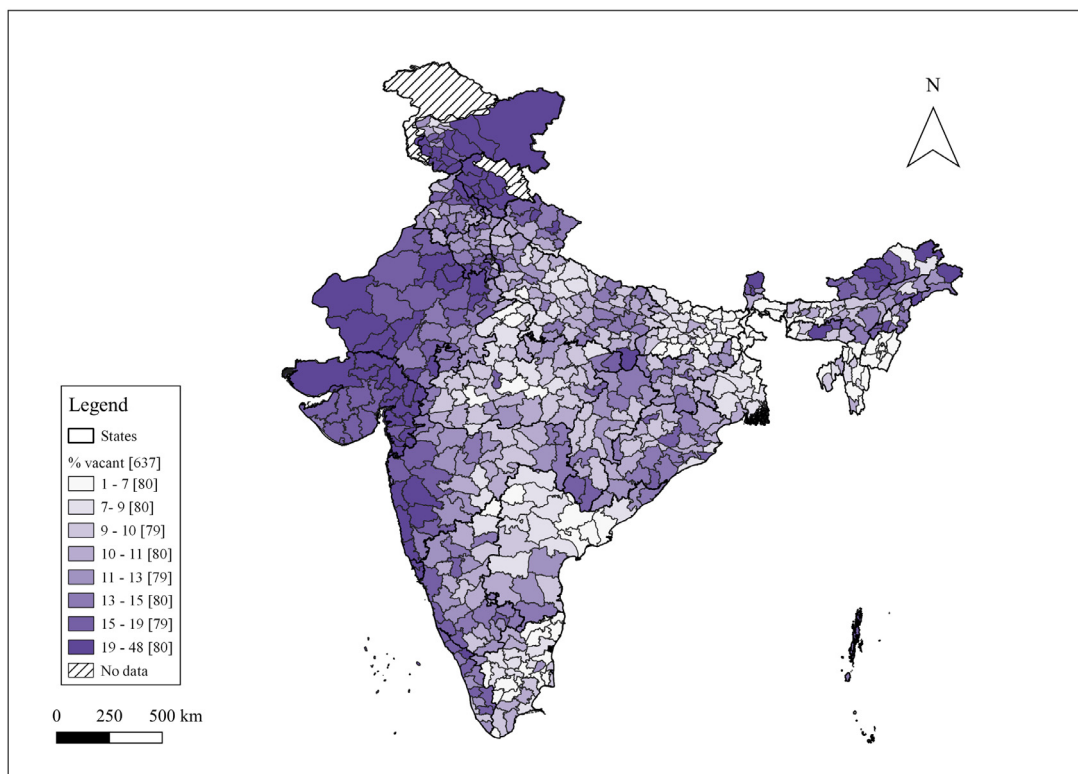 N
Legend
States
% vacant [637]
1 - 7 [80]
7- 9 [80]
9 - 10 [79]
10 - 11 [80]
11 - 13 [79]
13 - 15 [80]
15 - 19 [79]
19 - 48 [80]
No data
0 250 500 km